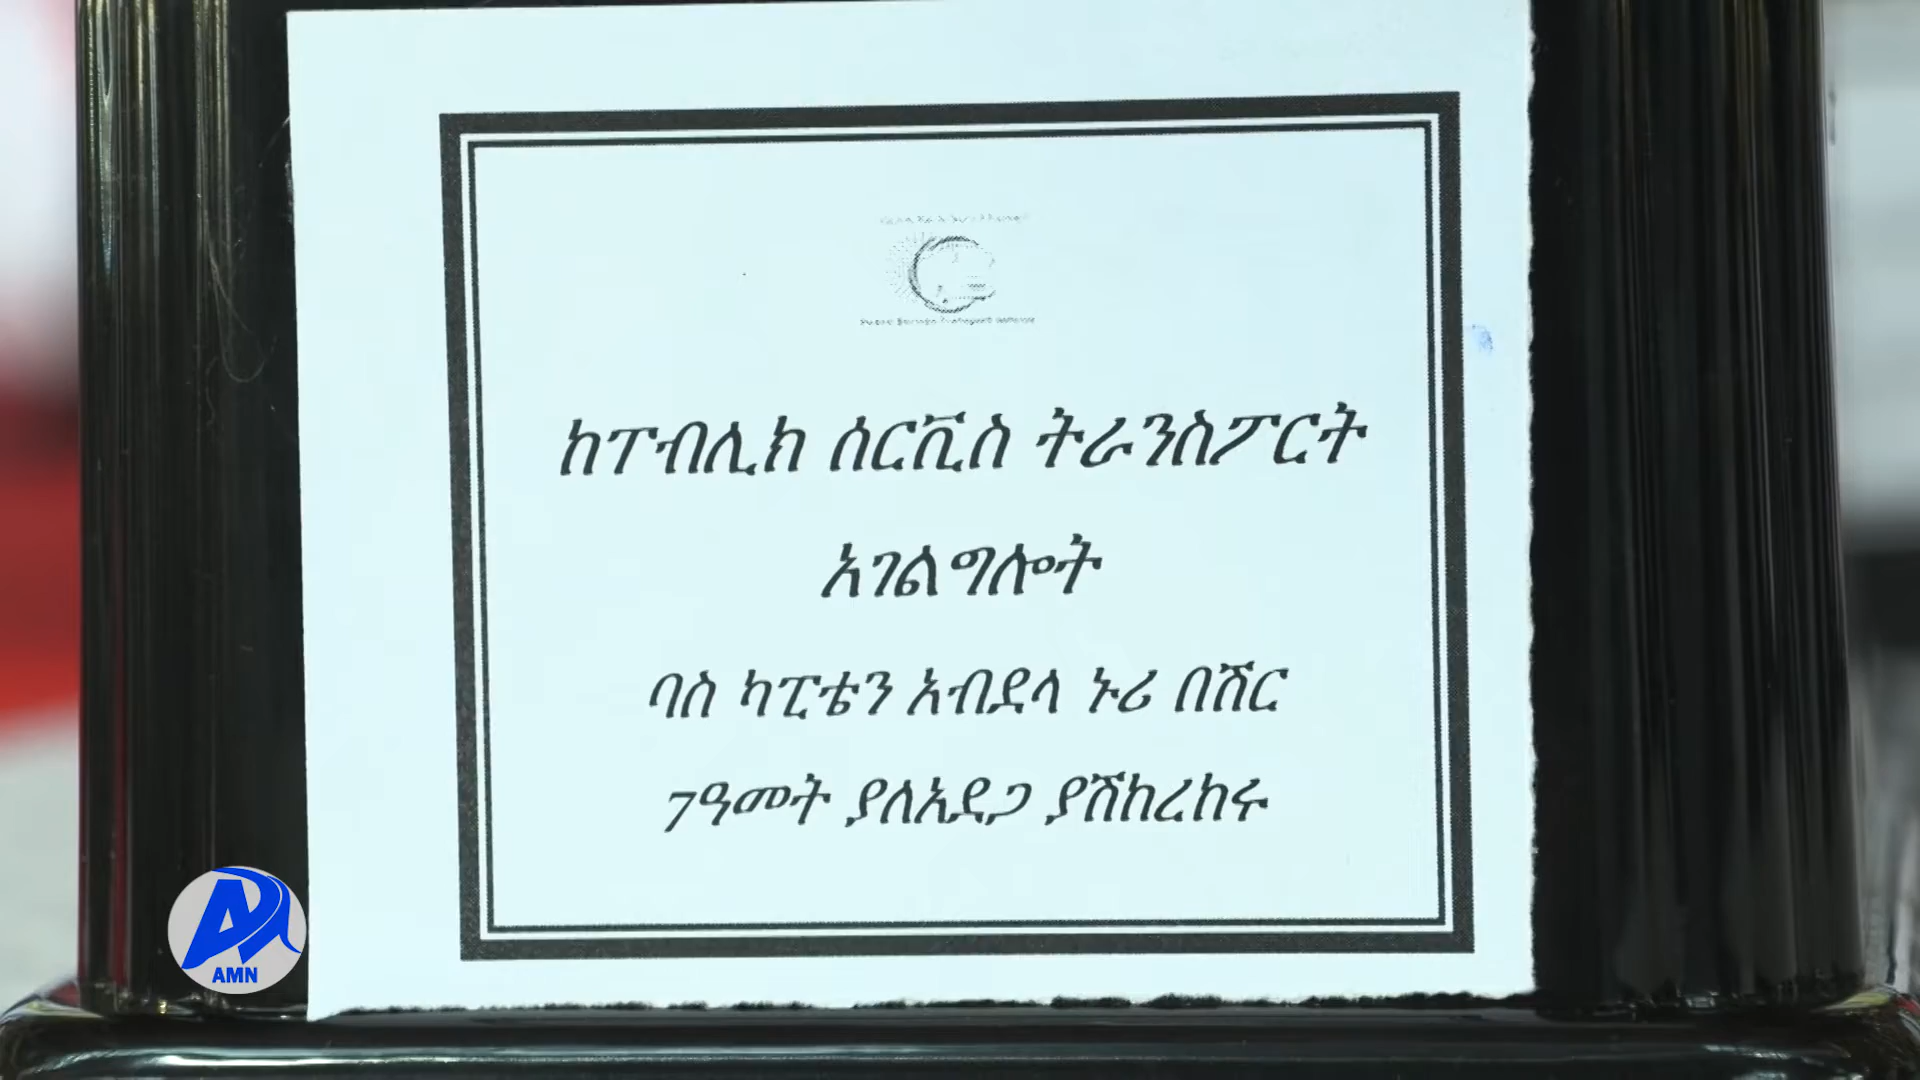 ከፐብሊክ ሰርቪስ ትራንስፖርት
አገልግሎት
ባስ ካፒቴን አብደላ ኑሪ በሽር
7ዓመት ያለአደጋ ያሽከረከሩ
AMN